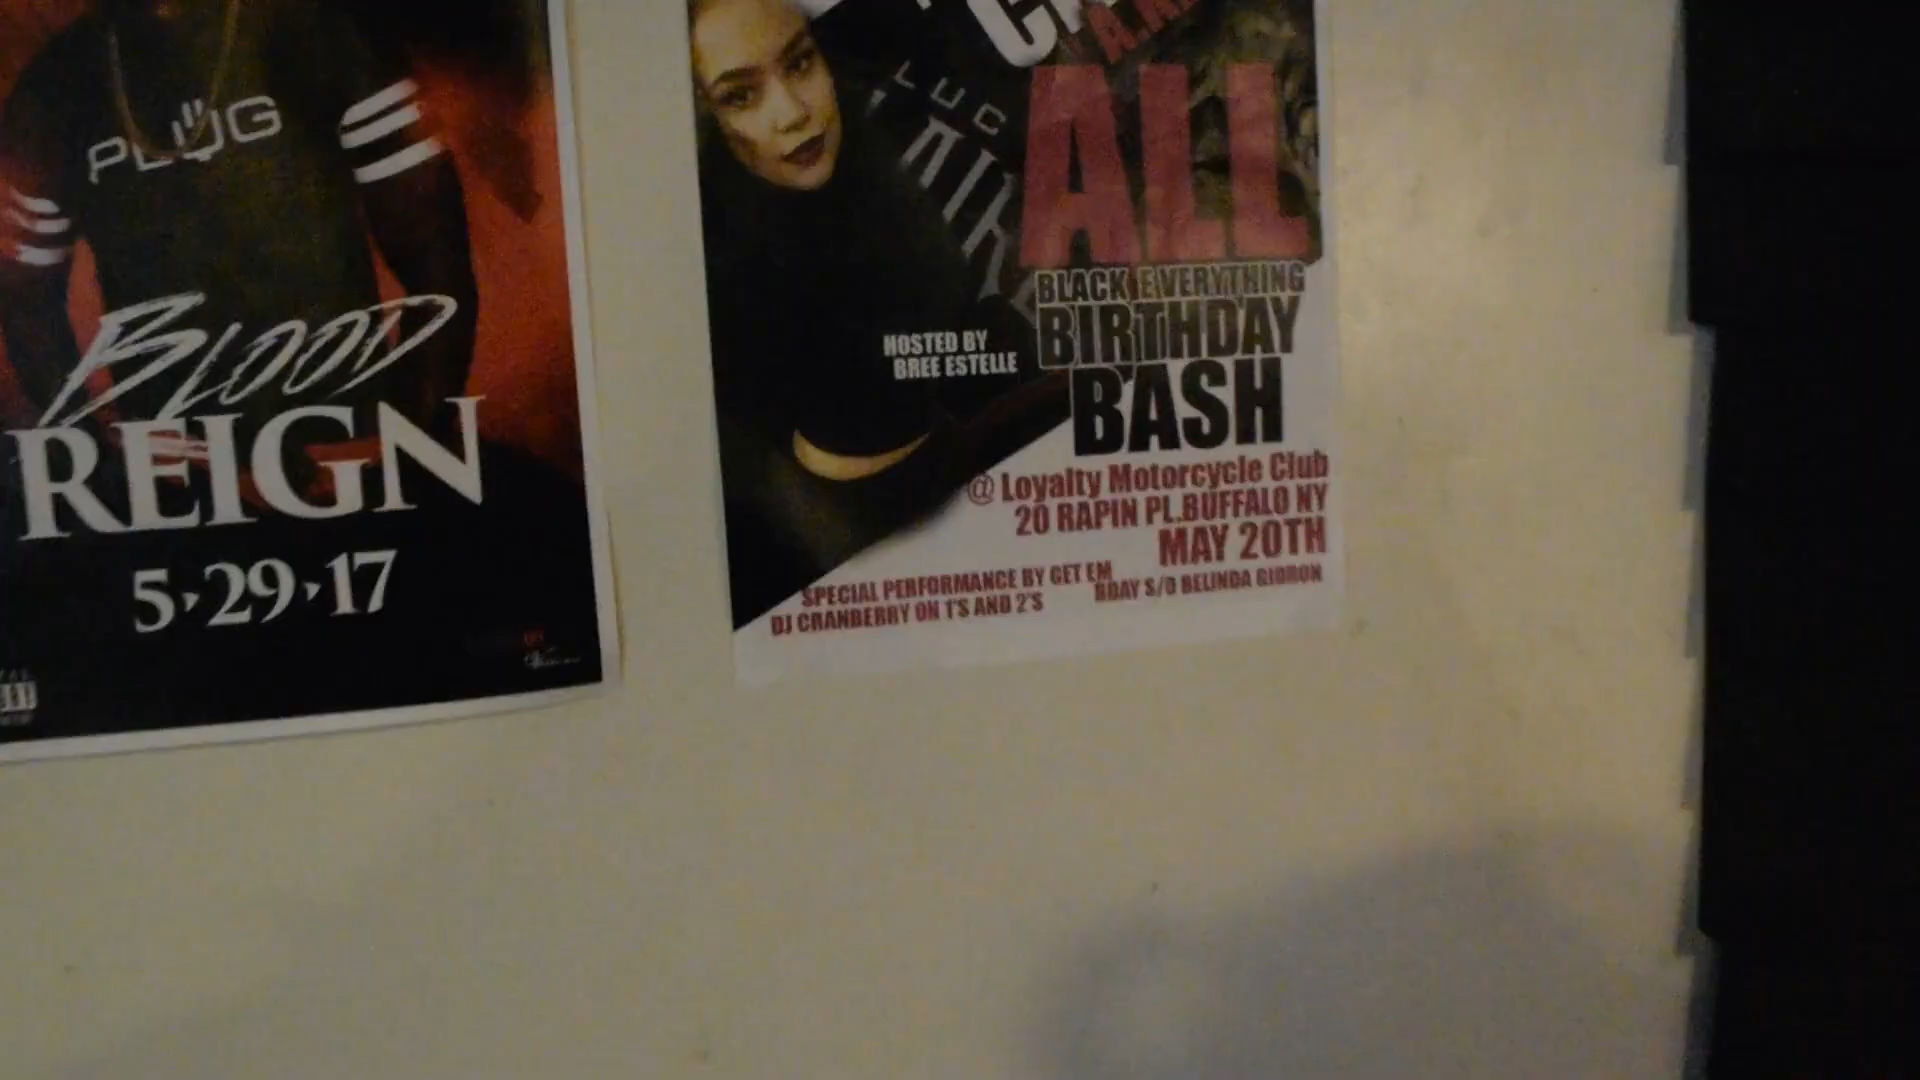 PLUG
BLOOD
REIGN
5·29·17
LUC
ALL
BLACK EVERYTHING
BIRTHDAY
BASH
HOSTED BY
BREE ESTELLE
@ Loyalty Motorcycle Club
20 RAPIN PL.BUFFALO NY
MAY 20TH
SPECIAL PERFORMANCE BY GET EM
DJ CRANBERRY ON 1'S AND 2'S
BDAY S/O BELINDA GIDRON